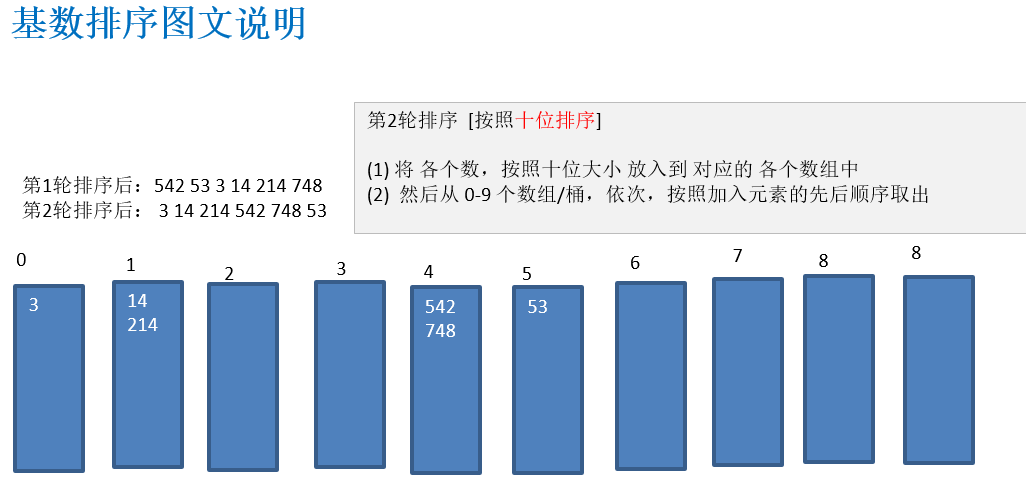 基数排序图文说明
第2轮排序 [按照十位排序]
(1) 将 各个数，按照十位大小 放入到 对应的 各个数组中
(2) 然后从 0-9 个数组/桶，依次，按照加入元素的先后顺序取出
第1轮排序后：542 53 3 14 214 748
第2轮排序后： 3 14 214 542 748 53
0 1 2 3 4 5 6 7 8 8
3 14 542 53
214 748